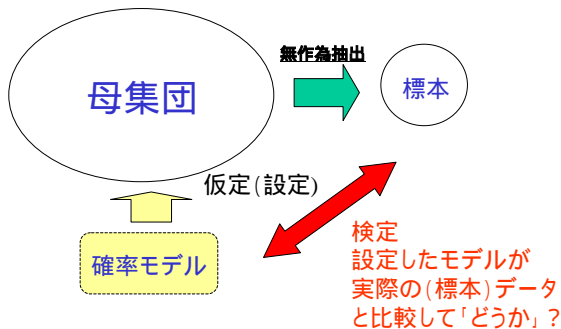 無作為抽出
母集団
標本
仮定(設定)
確率モデル
検定
設定したモデルが
実際の(標本)データ
と比較して「どうか」?